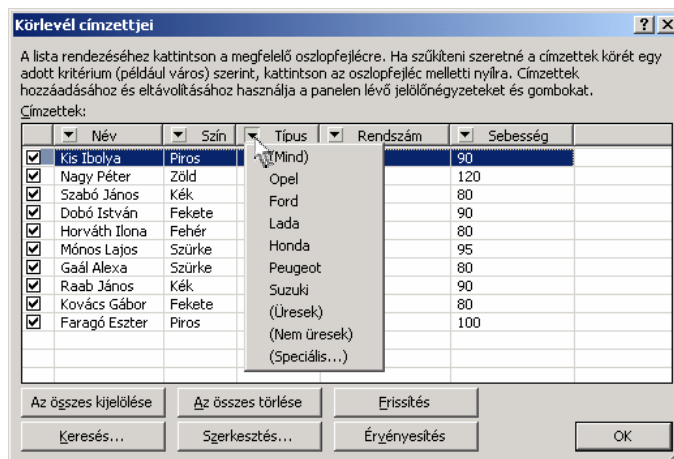 Körlevél címzettjei
A lista rendezéséhez kattintson a megfelelő oszlopfejlécre. Ha szűkíteni szeretné a címzettek körét egy
adott kritérium (például város) szerint, kattintson az oszlopfejléc melletti nyílra. Címzettek
hozzáadásához és eltávolításához használja a panelen lévő jelölőnégyzeteket és gombokat.
Címzettek:
Név Szín Típus Rendszám Sebesség
Kis Ibolya Piros (Mind) 90
Nagy Péter Zöld Opel 120
Szabó János Kék Ford 80
Dobó István Fekete Lada 90
Horváth Ilona Fehér Honda 80
Mónos Lajos Szürke Peugeot 95
Gaál Alexa Szürke Suzuki 80
Raab János Kék (Üresek) 90
Kovács Gábor Fekete (Nem üresek) 80
Faragó Eszter Piros (Speciális...) 100
Az összes kijelölése Az összes törlése Frissítés
Keresés... Szerkesztés... Érvényesítés OK